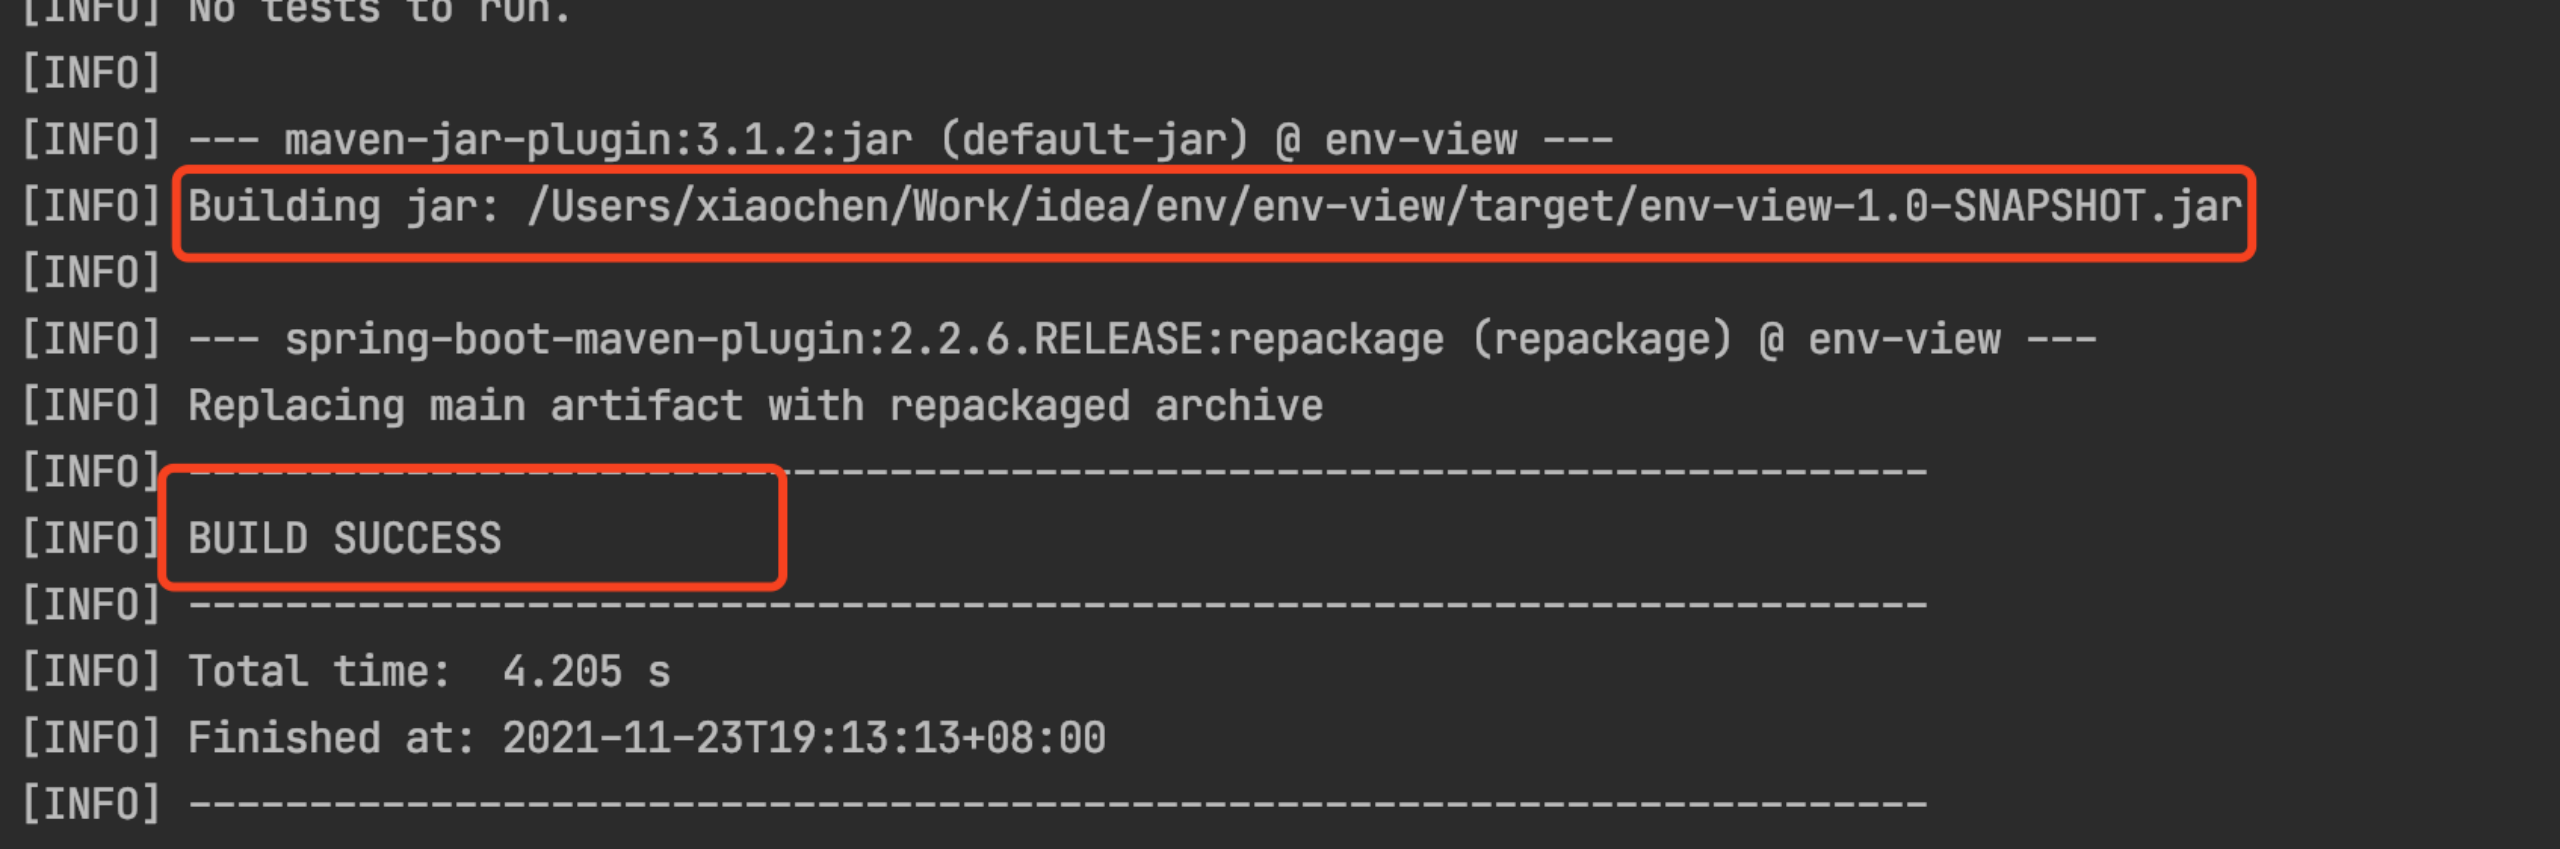 [INFO] No tests to run.
[INFO]
[INFO] --- maven-jar-plugin:3.1.2:jar (default-jar) @ env-view ---
[INFO] Building jar: /Users/xiaochen/Work/idea/env/env-view/target/env-view-1.0-SNAPSHOT.jar
[INFO]
[INFO] --- spring-boot-maven-plugin:2.2.6.RELEASE:repackage (repackage) @ env-view ---
[INFO] Replacing main artifact with repackaged archive
[INFO] ------------------------------------------------------------------------
[INFO] BUILD SUCCESS
[INFO] ------------------------------------------------------------------------
[INFO] Total time:  4.205 s
[INFO] Finished at: 2021-11-23T19:13:13+08:00
[INFO] ------------------------------------------------------------------------